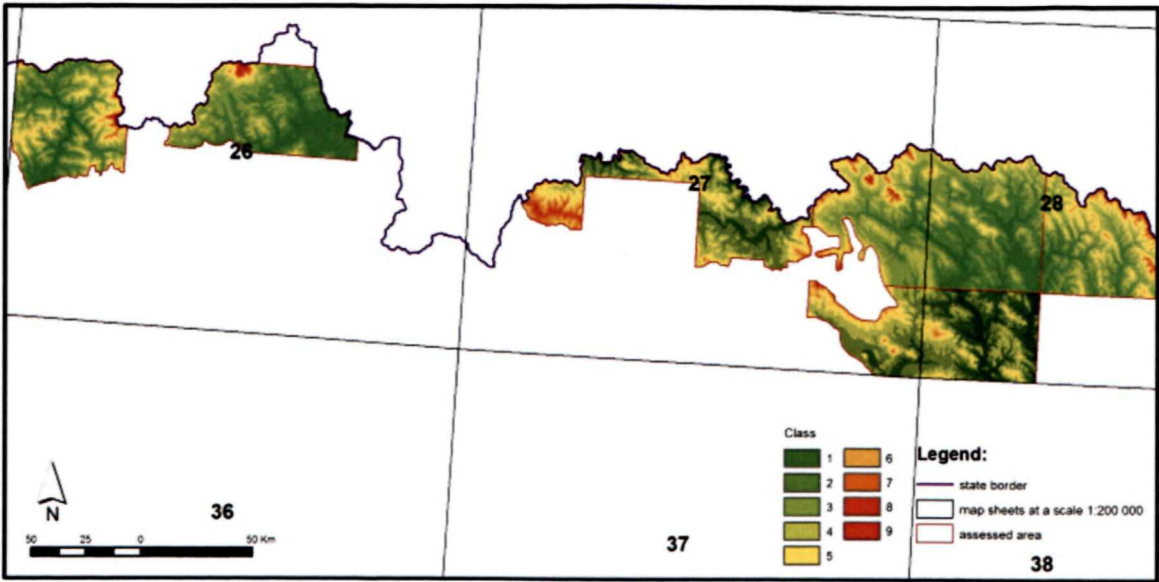 26
27
28
Class
1 6
2 7
3 8
4 9
5
Legend:
state border
map sheets at a scale 1:200 000
assessed area
N
50 25 0 50 Km
36
37
38